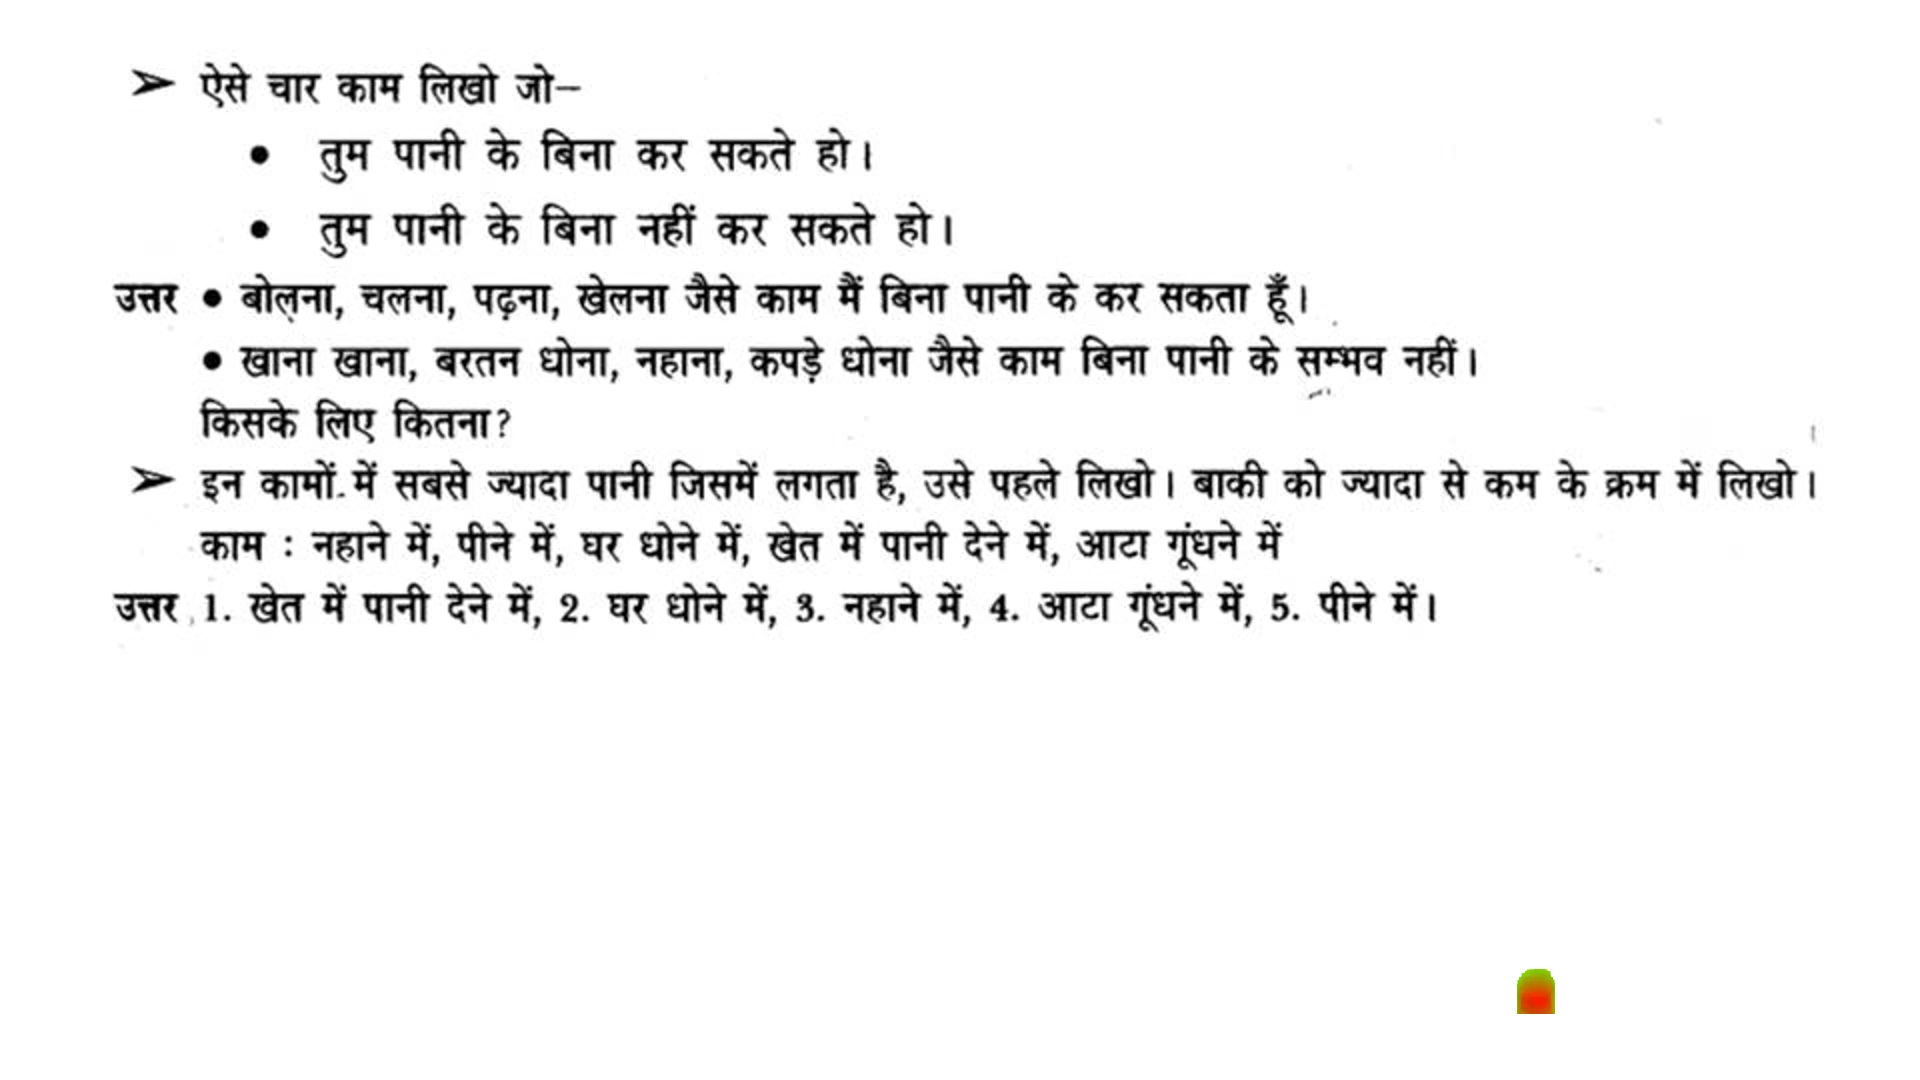 ➢ ऐसे चार काम लिखो जो–
• तुम पानी के बिना कर सकते हो।
• तुम पानी के बिना नहीं कर सकते हो।
उत्तर • बोलना, चलना, पढ़ना, खेलना जैसे काम मैं बिना पानी के कर सकता हूँ।
• खाना खाना, बरतन धोना, नहाना, कपड़े धोना जैसे काम बिना पानी के सम्भव नहीं।
किसके लिए कितना?
➢ इन कामों में सबसे ज्यादा पानी जिसमें लगता है, उसे पहले लिखो। बाकी को ज्यादा से कम के क्रम में लिखो।
काम : नहाने में, पीने में, घर धोने में, खेत में पानी देने में, आटा गूंधने में
उत्तर 1. खेत में पानी देने में, 2. घर धोने में, 3. नहाने में, 4. आटा गूंधने में, 5. पीने में।